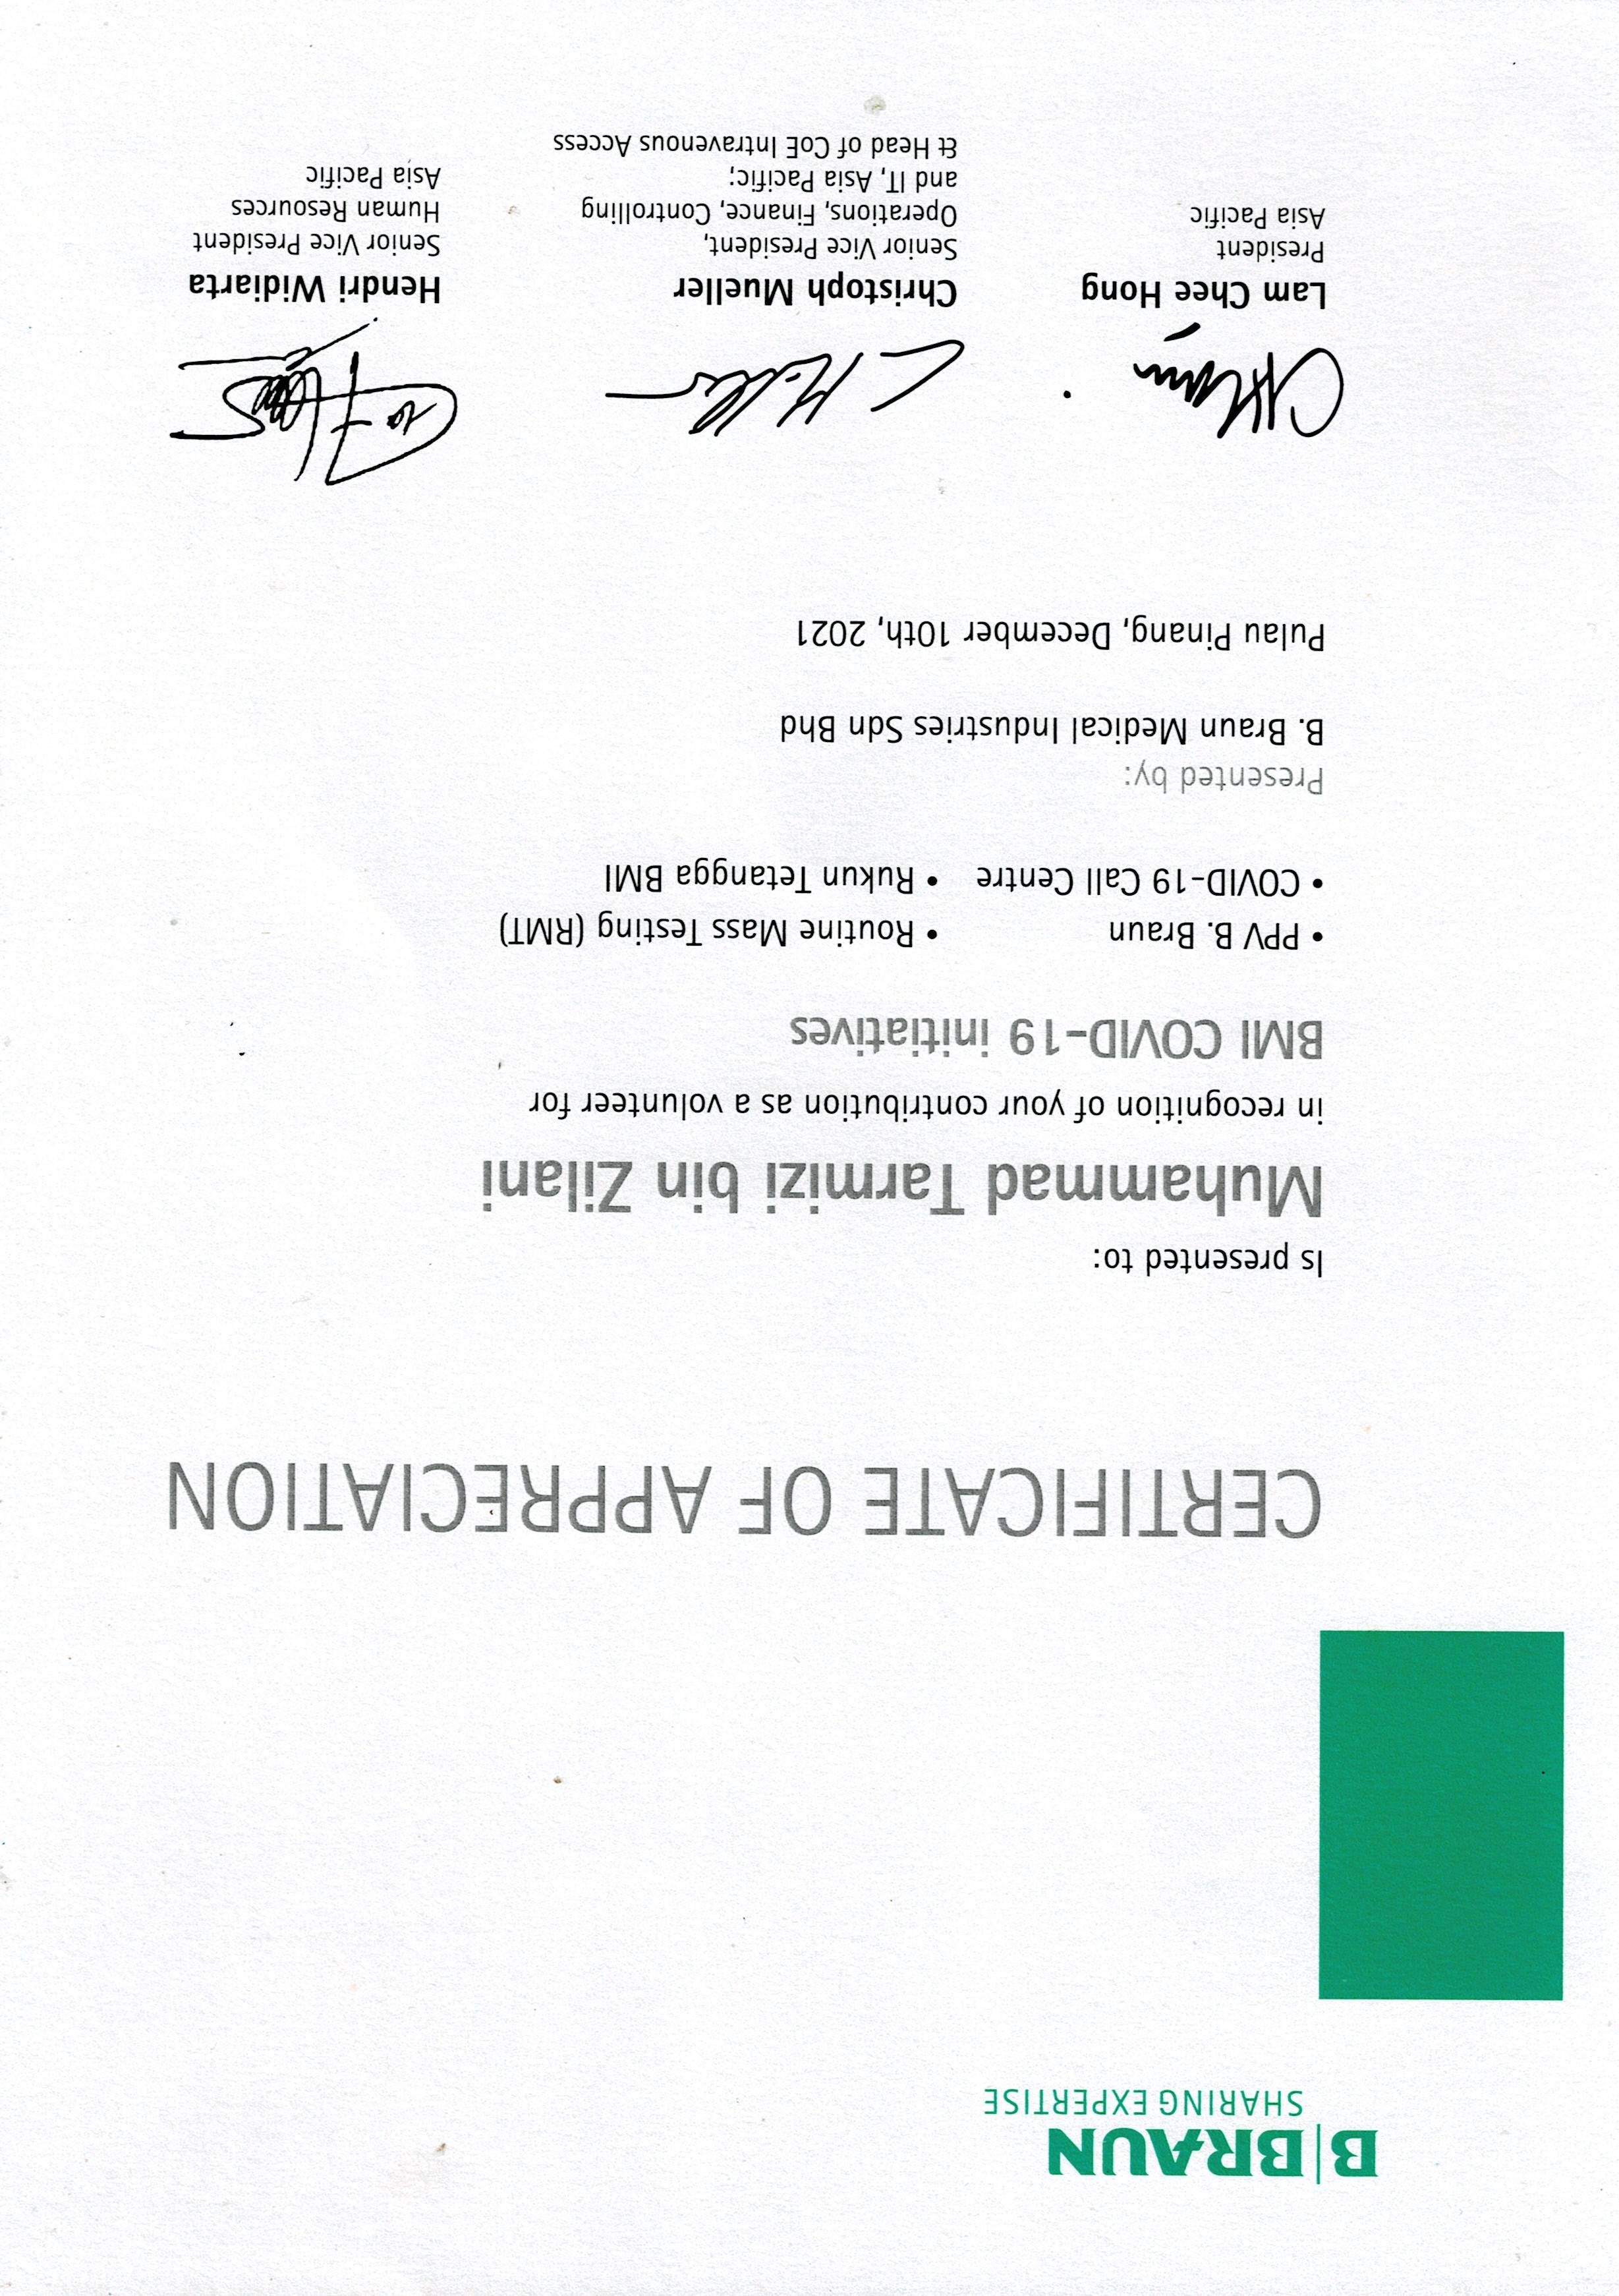 B|BRAUN
SHARING EXPERTISE
CERTIFICATE OF APPRECIATION
Is presented to:
Muhammad Tarmizi bin Zilani
in recognition of your contribution as a volunteer for
BMI COVID-19 initiatives
• PPV B. Braun • Routine Mass Testing (RMT)
• COVID-19 Call Centre • Rukun Tetangga BMI
Presented by:
B. Braun Medical Industries Sdn Bhd
Pulau Pinang, December 10th, 2021
Lam Chee Hong
President
Asia Pacific
Christoph Mueller
Senior Vice President,
Operations, Finance, Controlling
and IT, Asia Pacific;
& Head of CoE Intravenous Access
Hendri Widiarta
Senior Vice President
Human Resources
Asia Pacific